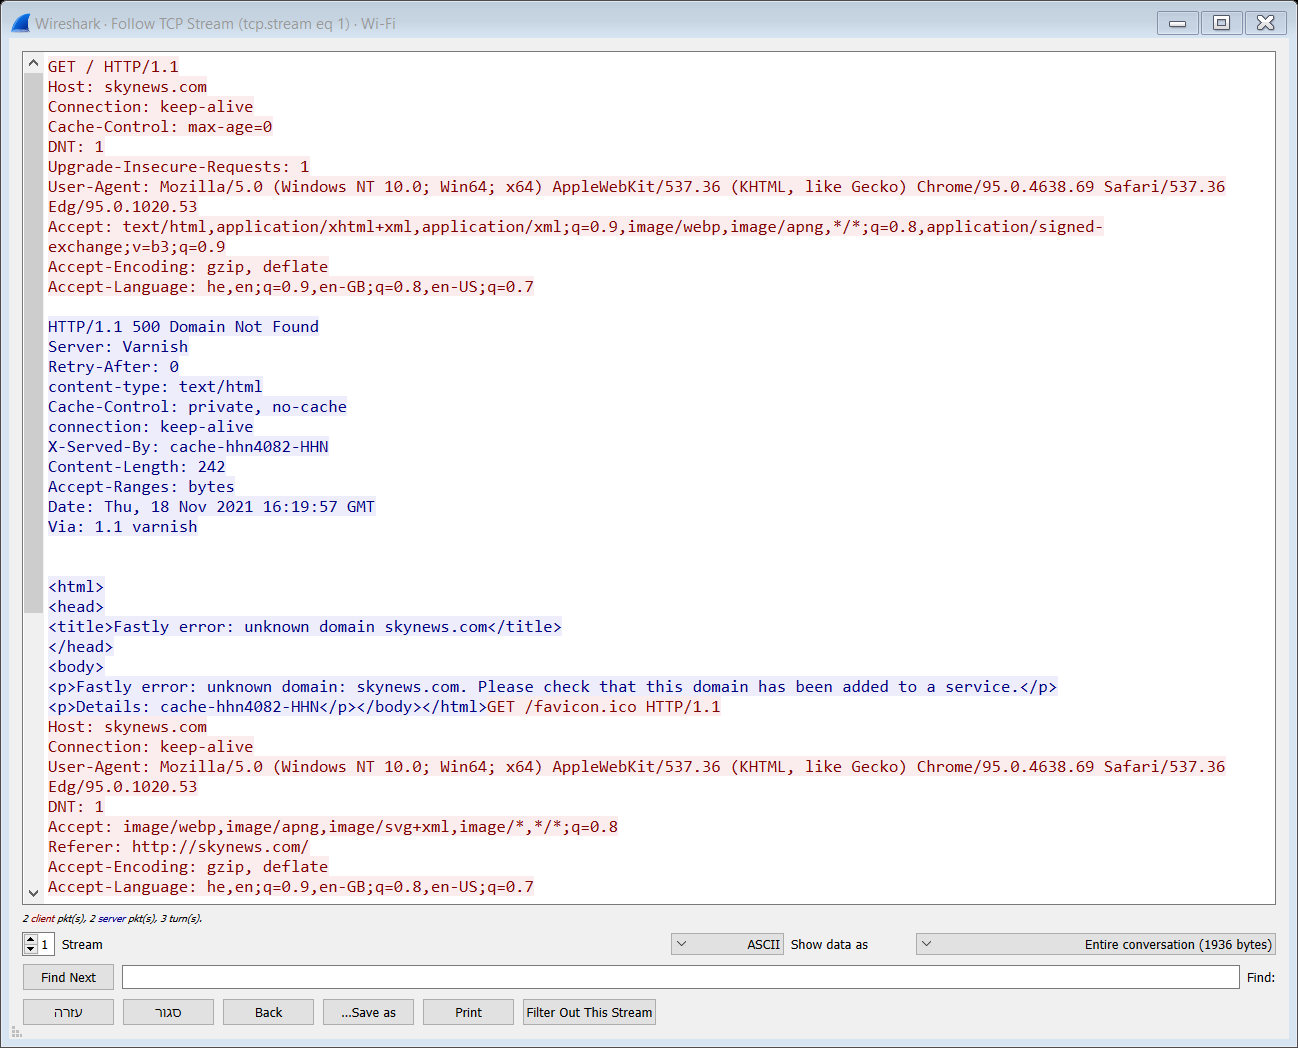 Wireshark · Follow TCP Stream (tcp.stream eq 1) · Wi-Fi
GET / HTTP/1.1
Host: skynews.com
Connection: keep-alive
Cache-Control: max-age=0
DNT: 1
Upgrade-Insecure-Requests: 1
User-Agent: Mozilla/5.0 (Windows NT 10.0; Win64; x64) AppleWebKit/537.36 (KHTML, like Gecko) Chrome/95.0.4638.69 Safari/537.36
Edg/95.0.1020.53
Accept: text/html,application/xhtml+xml,application/xml;q=0.9,image/webp,image/apng,*/*;q=0.8,application/signed-
exchange;v=b3;q=0.9
Accept-Encoding: gzip, deflate
Accept-Language: he,en;q=0.9,en-GB;q=0.8,en-US;q=0.7
HTTP/1.1 500 Domain Not Found
Server: Varnish
Retry-After: 0
content-type: text/html
Cache-Control: private, no-cache
connection: keep-alive
X-Served-By: cache-hhn4082-HHN
Content-Length: 242
Accept-Ranges: bytes
Date: Thu, 18 Nov 2021 16:19:57 GMT
Via: 1.1 varnish
<html>
<head>
<title>Fastly error: unknown domain skynews.com</title>
</head>
<body>
<p>Fastly error: unknown domain: skynews.com. Please check that this domain has been added to a service.</p>
<p>Details: cache-hhn4082-HHN</p></body></html>GET /favicon.ico HTTP/1.1
Host: skynews.com
Connection: keep-alive
User-Agent: Mozilla/5.0 (Windows NT 10.0; Win64; x64) AppleWebKit/537.36 (KHTML, like Gecko) Chrome/95.0.4638.69 Safari/537.36
Edg/95.0.1020.53
DNT: 1
Accept: image/webp,image/apng,image/svg+xml,image/*,*/*;q=0.8
Referer: http://skynews.com/
Accept-Encoding: gzip, deflate
Accept-Language: he,en;q=0.9,en-GB;q=0.8,en-US;q=0.7
2 client pkt(s), 2 server pkt(s), 3 turn(s).
1 Stream ASCII Show data as Entire conversation (1936 bytes)
Find Next Find:
עזרה סגור Back ...Save as Print Filter Out This Stream